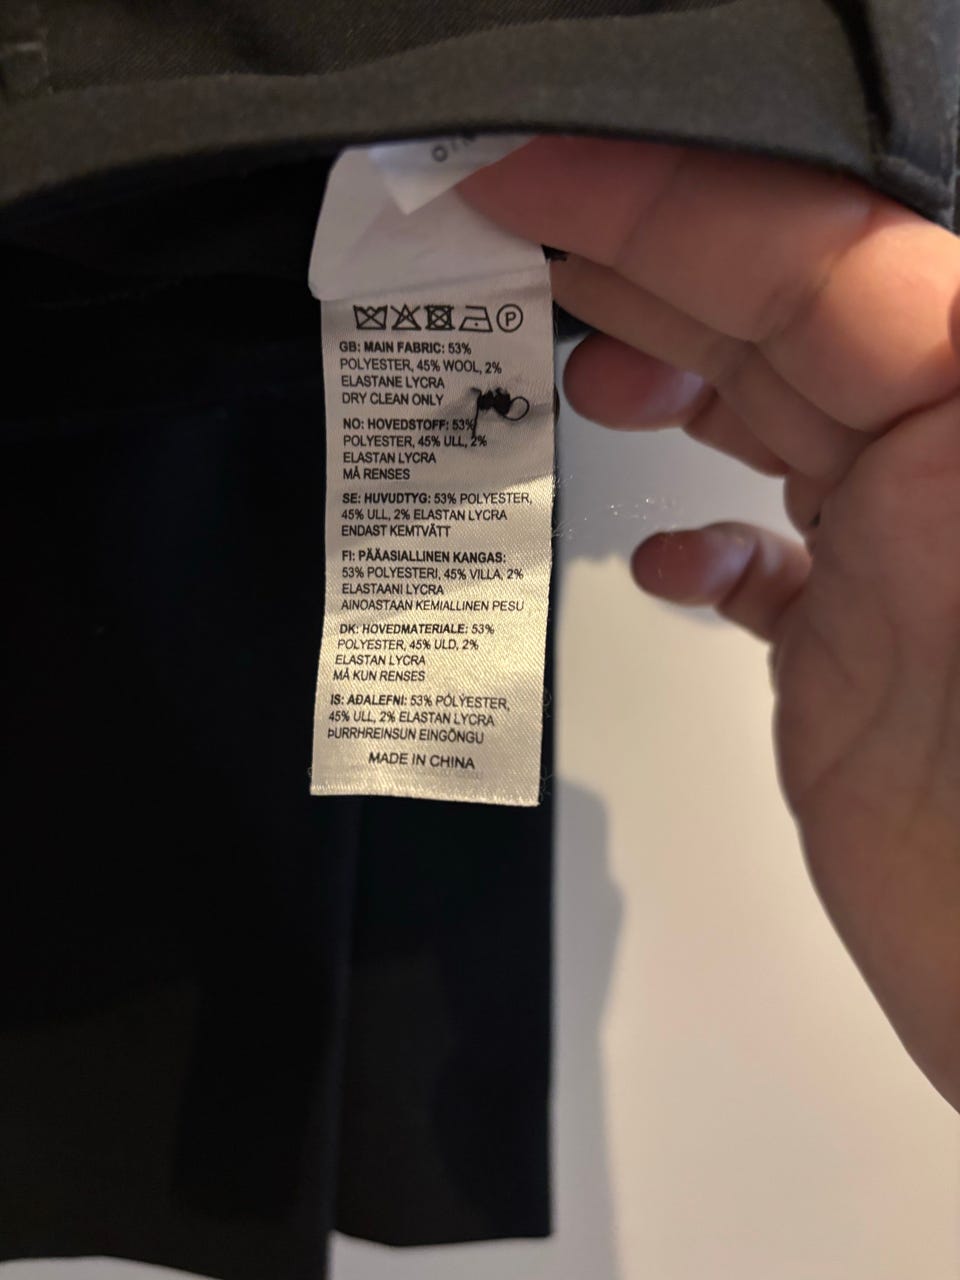 P
GB: MAIN FABRIC: 53%
POLYESTER, 45% WOOL, 2%
ELASTANE LYCRA
DRY CLEAN ONLY
NO: HOVEDSTOFF: 53%
POLYESTER, 45% ULL, 2%
ELASTAN LYCRA
MÅ RENSES
SE: HUVUDTYG: 53% POLYESTER,
45% ULL, 2% ELASTAN LYCRA
ENDAST KEMTVÄTT
FI: PÄÄASIALLINEN KANGAS:
53% POLYESTERI, 45% VILLA, 2%
ELASTAANI LYCRA
AINOASTAAN KEMIALLINEN PESU
DK: HOVEDMATERIALE: 53%
POLYESTER, 45% ULD, 2%
ELASTAN LYCRA
MÅ KUN RENSES
IS: AÐALEFNI: 53% PÓLÝESTER,
45% ULL, 2% ELASTAN LYCRA
ÞURRHREINSUN EINGÖNGU
MADE IN CHINA